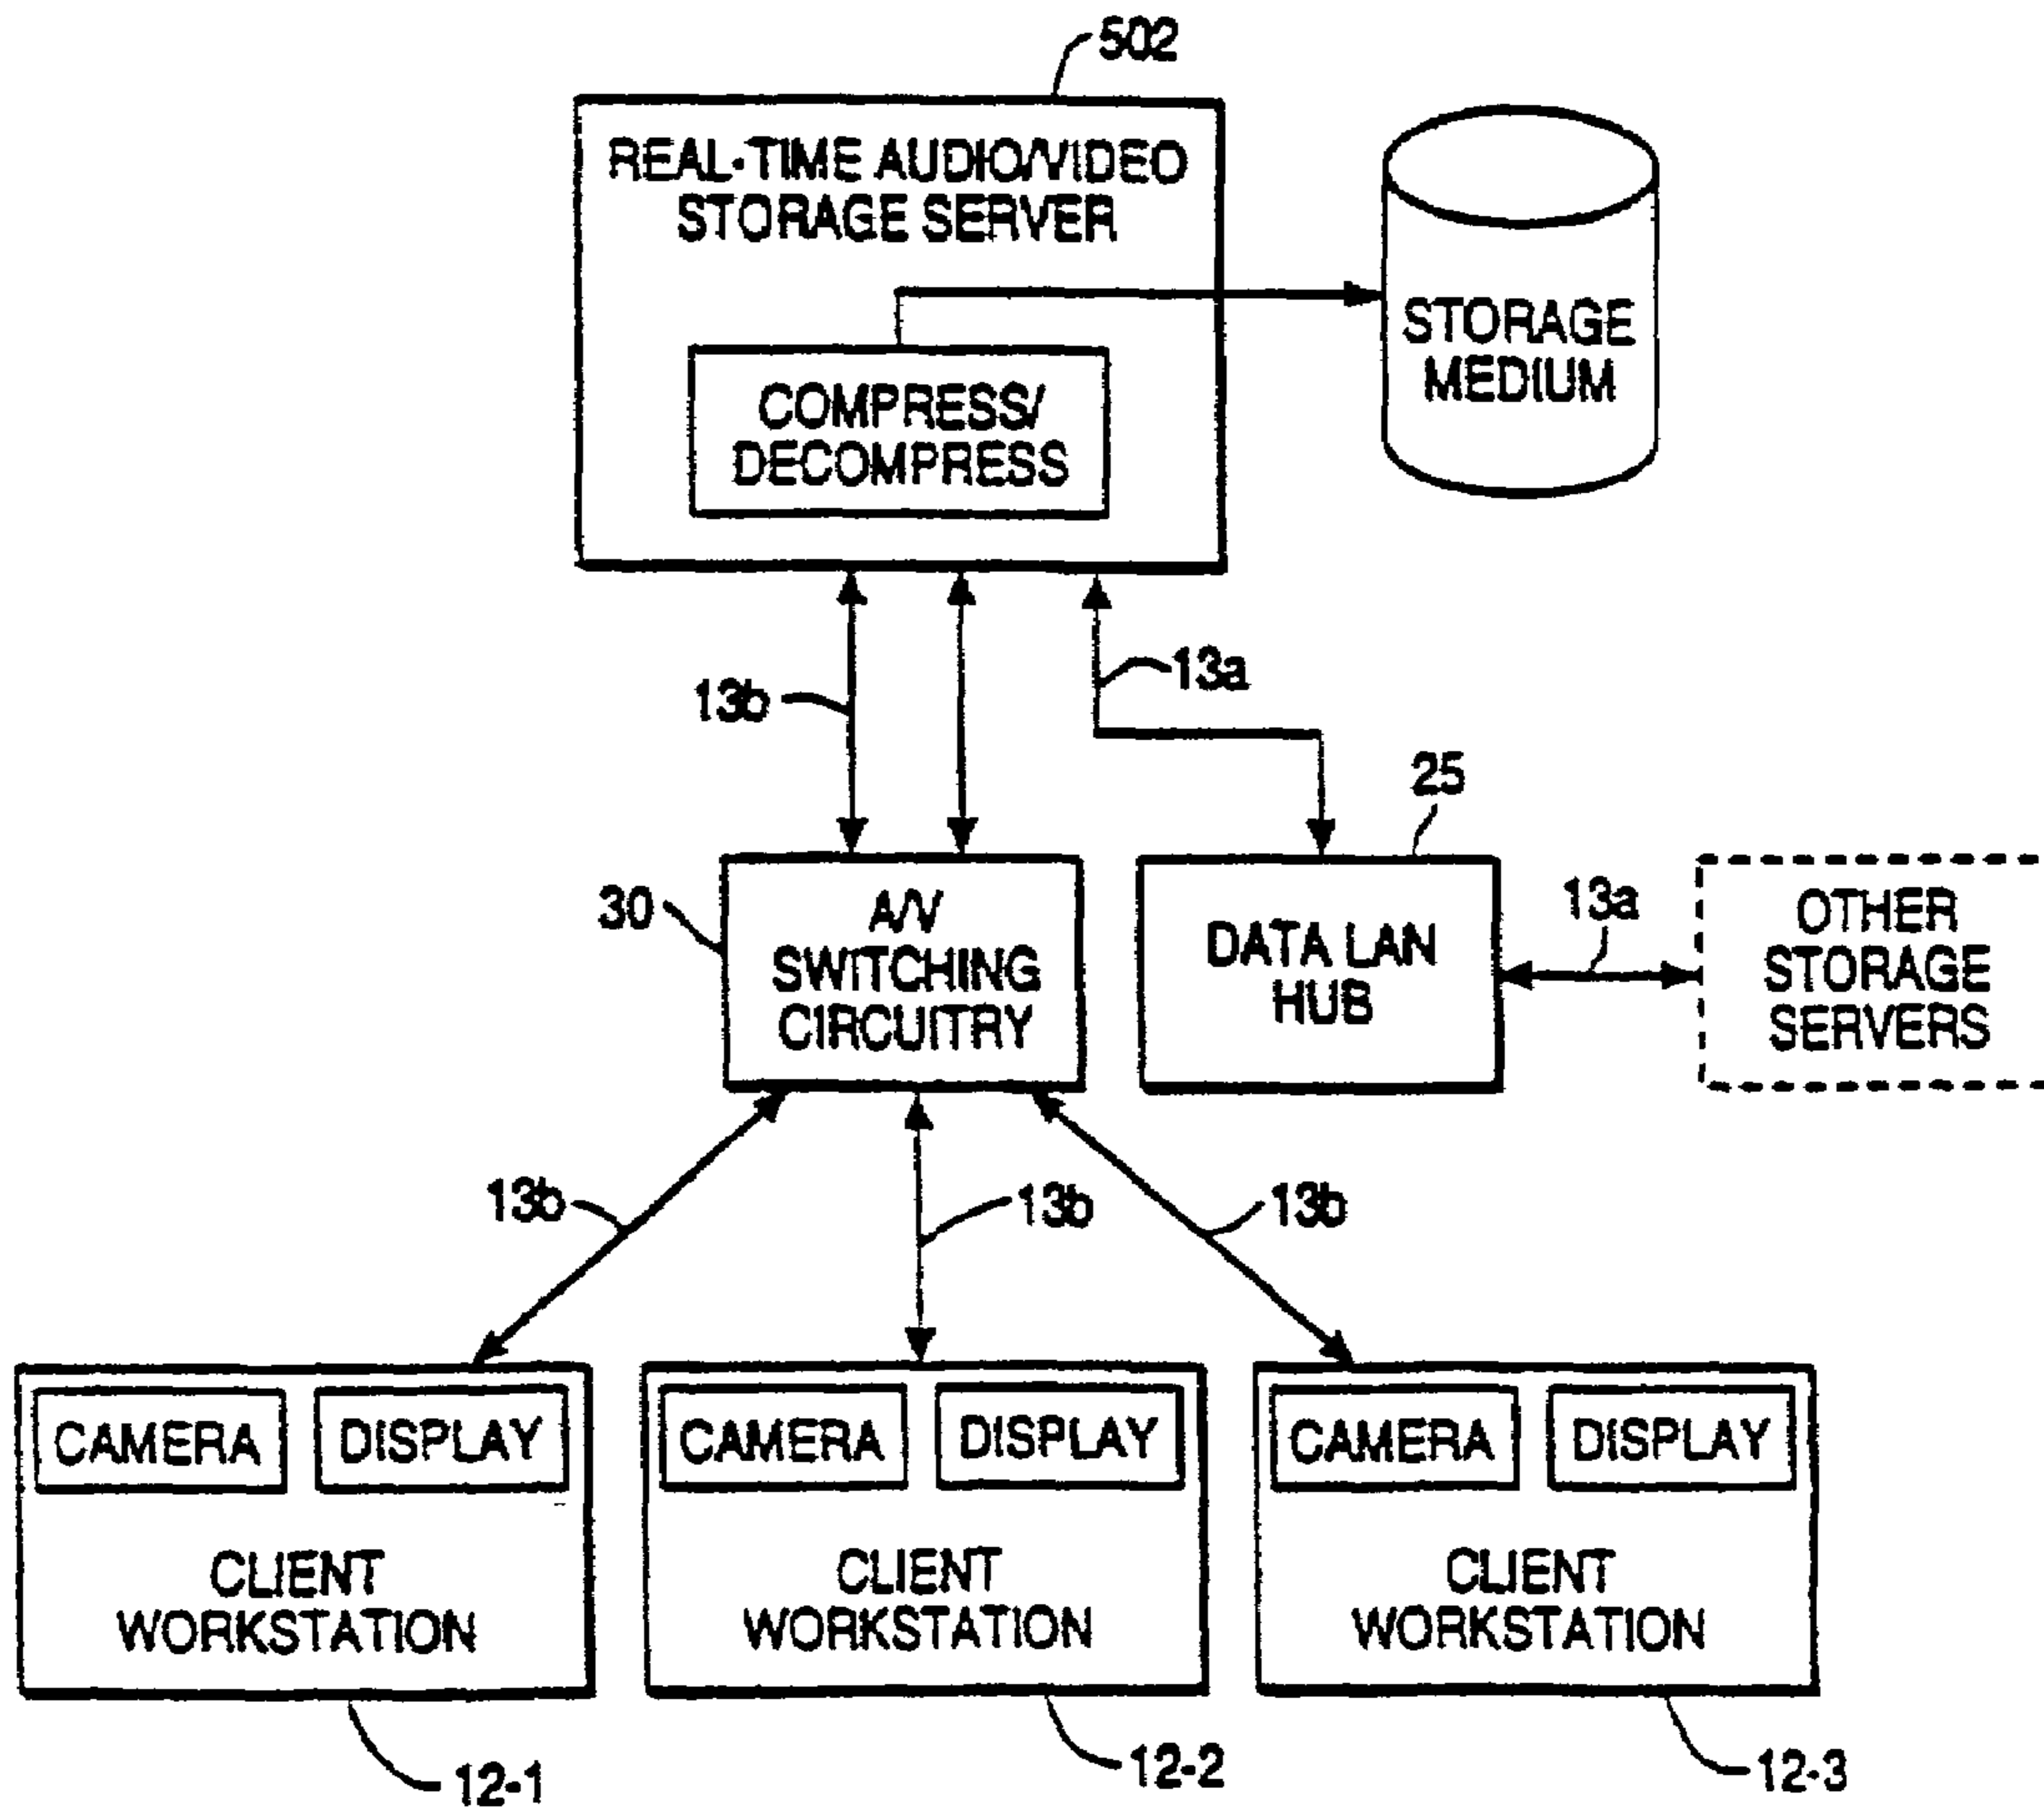 502
REAL-TIME AUDIO/VIDEO
STORAGE SERVER
COMPRESS/
DECOMPRESS
STORAGE
MEDIUM
13b
13a
25
30
A/V
SWITCHING
CIRCUITRY
DATA LAN
HUB
13a
OTHER
STORAGE
SERVERS
13b
13b
13b
CAMERA
DISPLAY
CLIENT
WORKSTATION
CAMERA
DISPLAY
CLIENT
WORKSTATION
CAMERA
DISPLAY
CLIENT
WORKSTATION
12-1
12-2
12-3